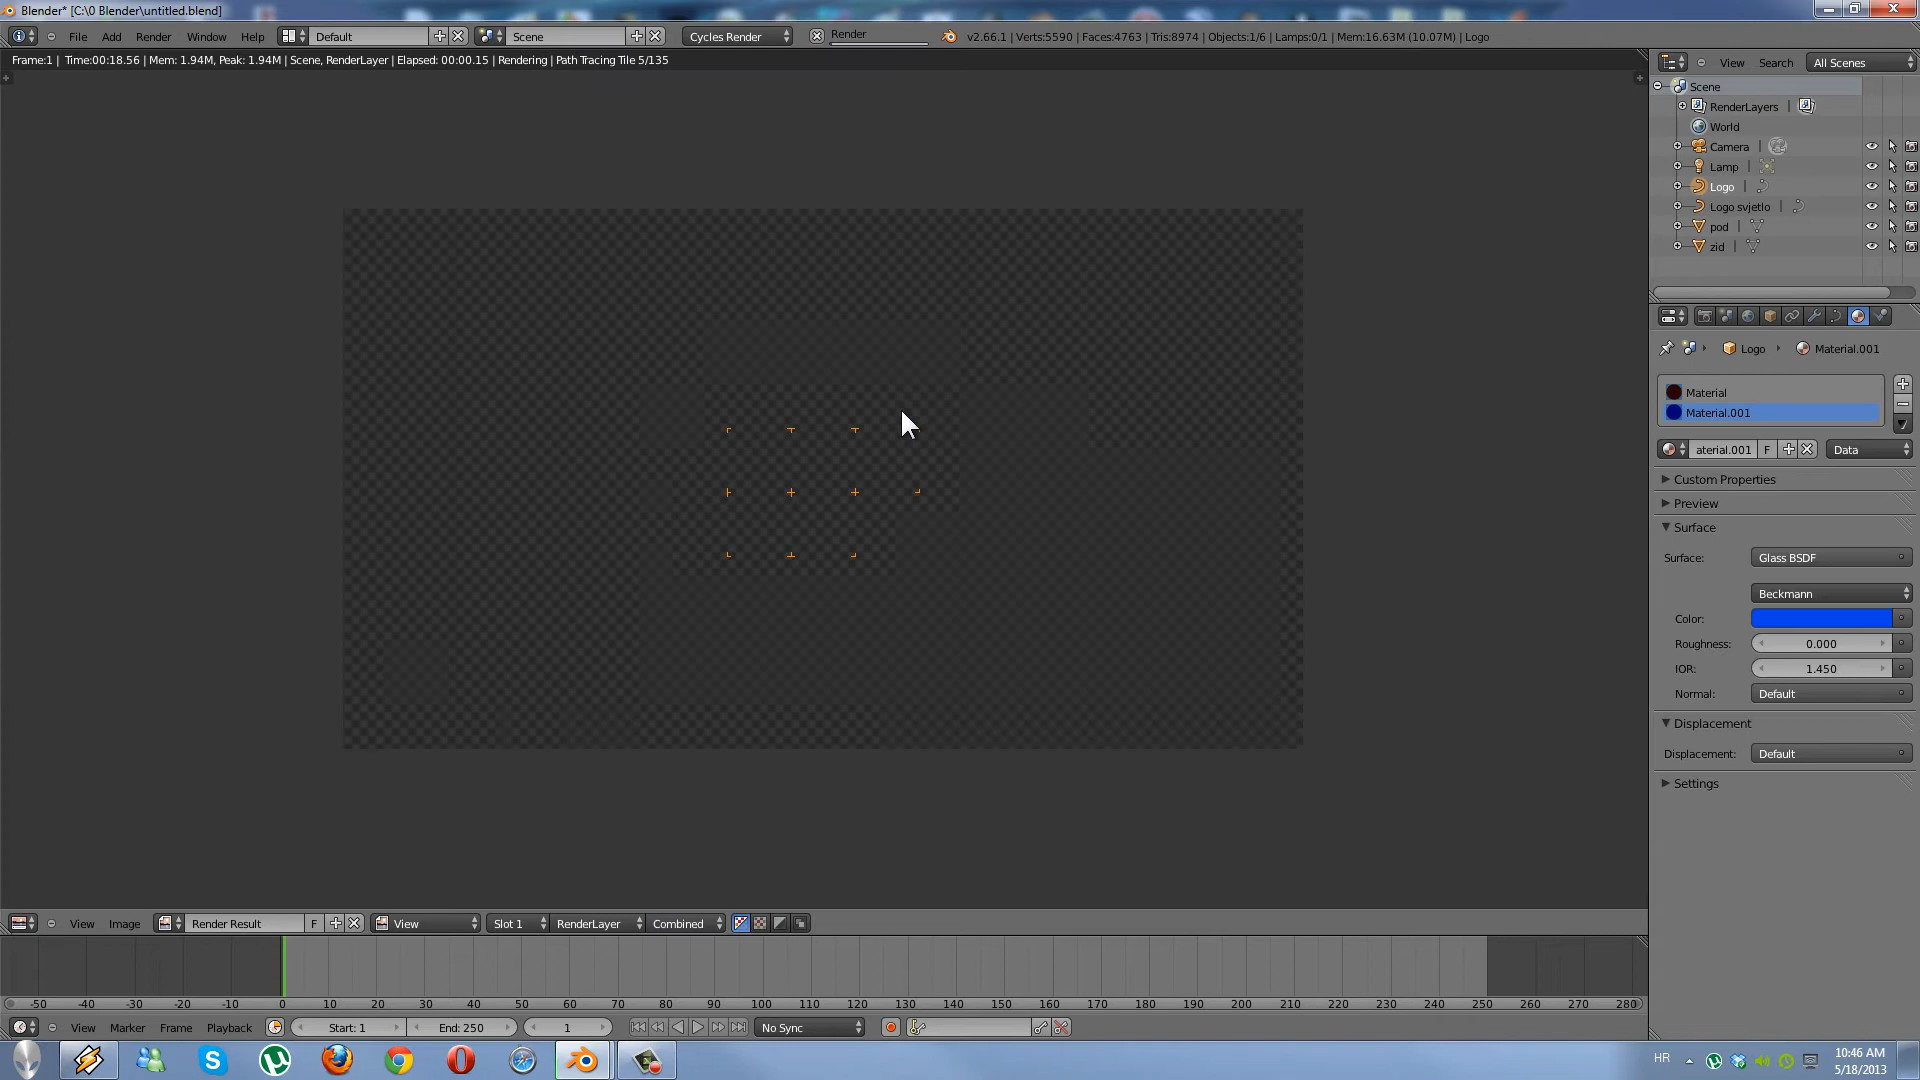 Blender* [C:\0 Blender\untitled.blend]
File Add Render Window Help Default Scene Cycles Render Render v2.66.1 | Verts:5590 | Faces:4763 | Tris:8974 | Objects:1/6 | Lamps:0/1 | Mem:16.63M (10.07M) | Logo
Frame:1 | Time:00:18.56 | Mem: 1.94M, Peak: 1.94M | Scene, RenderLayer | Elapsed: 00:00.15 | Rendering | Path Tracing Tile 5/135
View Search All Scenes
Scene
RenderLayers
World
Camera
Lamp
Logo
Logo svjetlo
pod
zid
Logo Material.001
Material
Material.001
aterial.001 F Data
Custom Properties
Preview
Surface
Surface: Glass BSDF
Beckmann
Color:
Roughness: 0.000
IOR: 1.450
Normal: Default
Displacement
Displacement: Default
Settings
View Image Render Result F View Slot 1 RenderLayer Combined
-50 -40 -30 -20 -10 0 10 20 30 40 50 60 70 80 90 100 110 120 130 140 150 160 170 180 190 200 210 220 230 240 250 260 270 280
View Marker Frame Playback Start: 1 End: 250 1 No Sync
HR 10:46 AM
5/18/2013